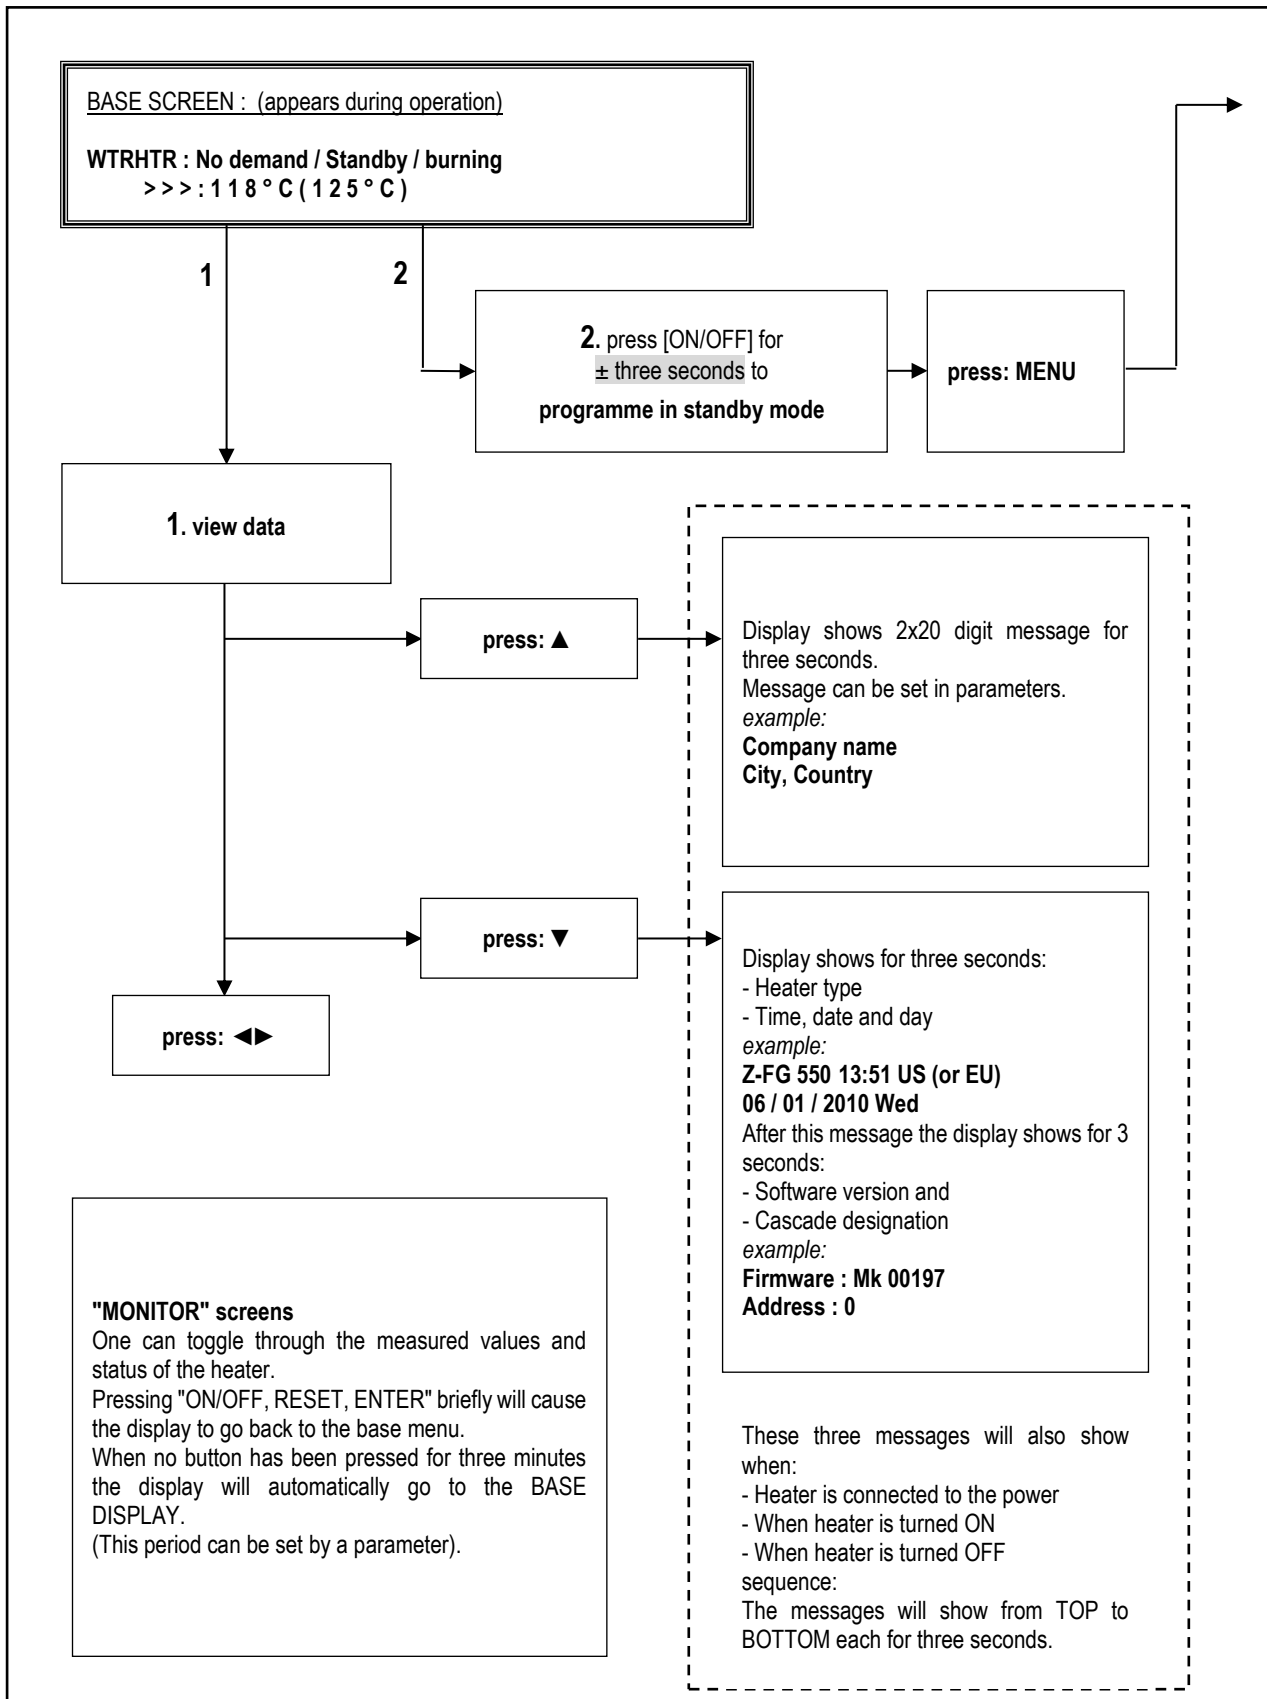 BASE SCREEN : (appears during operation)
WTRHTR : No demand / Standby / burning
> > > : 1 1 8 ° C ( 1 2 5 ° C )
1
2
2. press [ON/OFF] for
± three seconds to
programme in standby mode
press: MENU
1. view data
press: ▲
Display shows 2x20 digit message for
three seconds.
Message can be set in parameters.
example:
Company name
City, Country
press: ▼
Display shows for three seconds:
- Heater type
- Time, date and day
example:
Z-FG 550 13:51 US (or EU)
06 / 01 / 2010 Wed
After this message the display shows for 3
seconds:
- Software version and
- Cascade designation
example:
Firmware : Mk 00197
Address : 0
press: ◄►
"MONITOR" screens
One can toggle through the measured values and
status of the heater.
Pressing "ON/OFF, RESET, ENTER" briefly will cause
the display to go back to the base menu.
When no button has been pressed for three minutes
the display will automatically go to the BASE
DISPLAY.
(This period can be set by a parameter).
These three messages will also show
when:
- Heater is connected to the power
- When heater is turned ON
- When heater is turned OFF
sequence:
The messages will show from TOP to
BOTTOM each for three seconds.